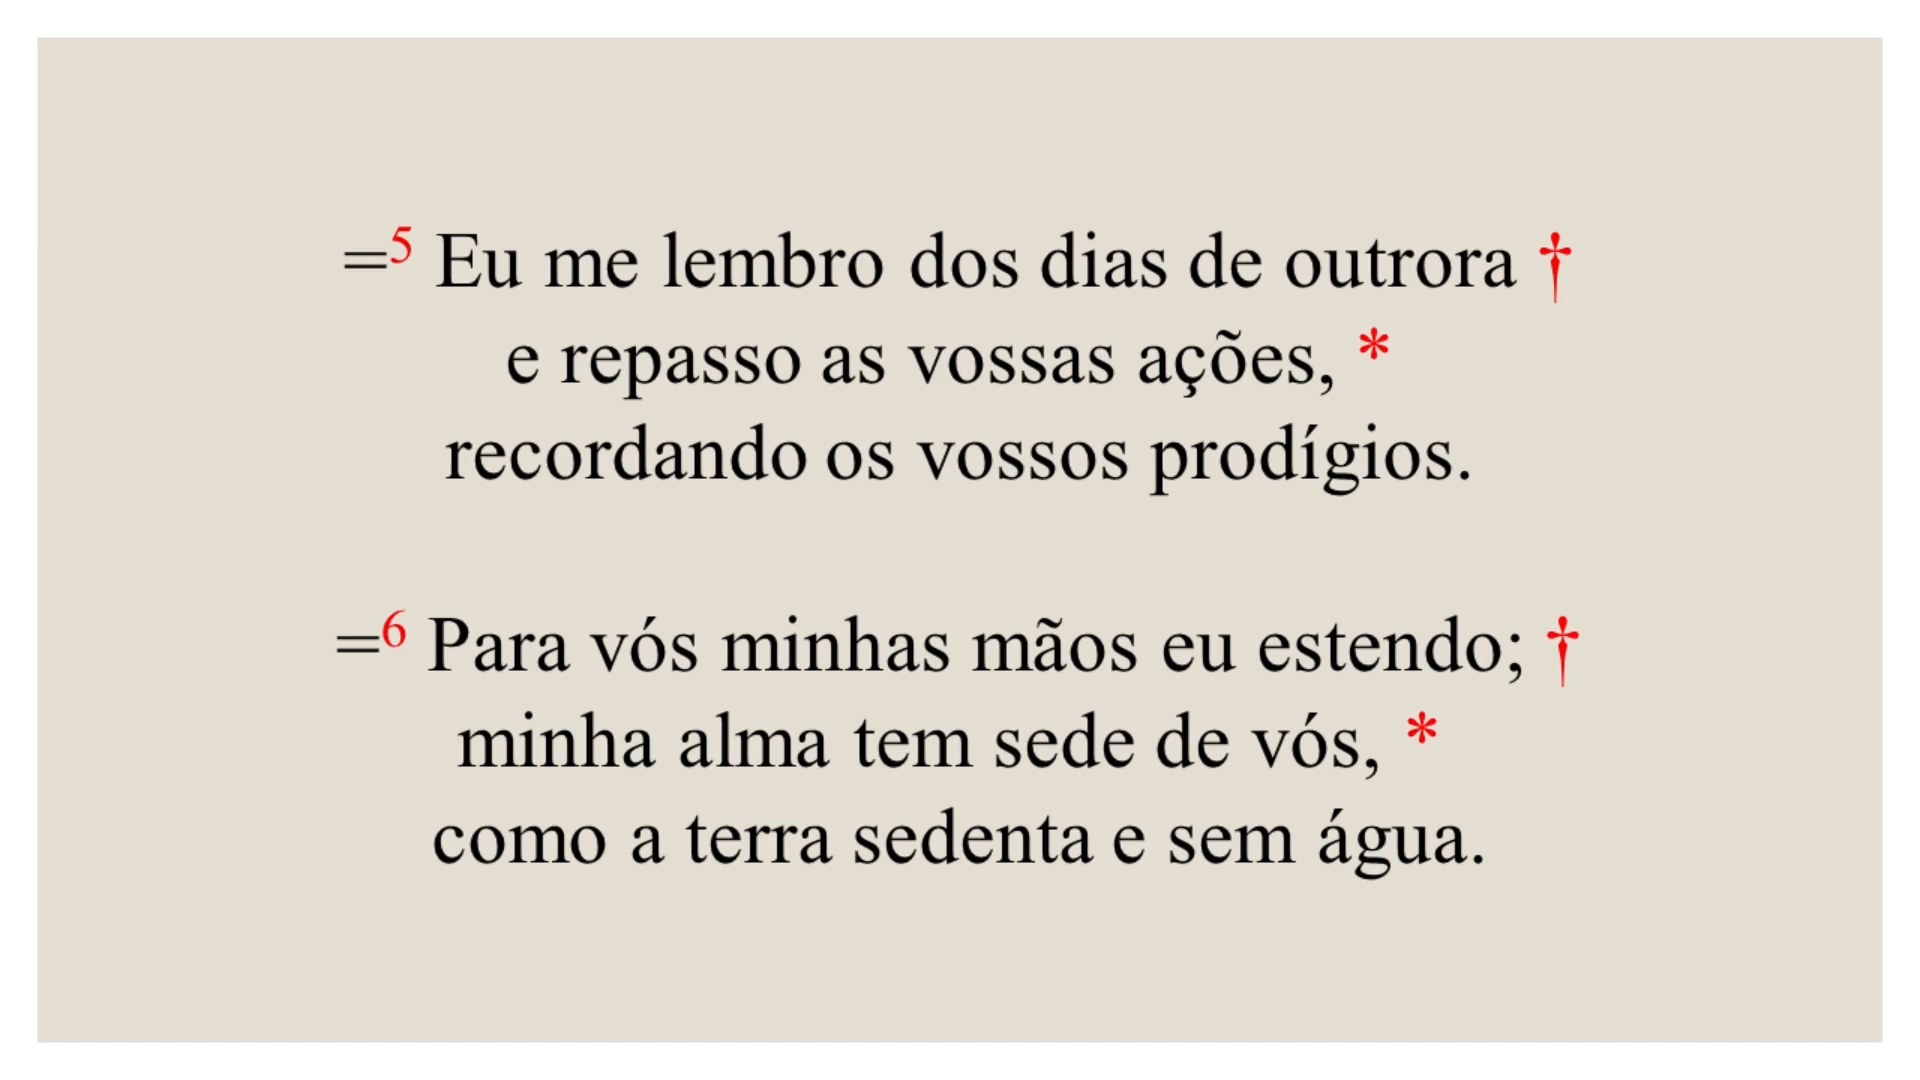 =5 Eu me lembro dos dias de outrora †
e repasso as vossas ações, *
recordando os vossos prodígios.
=6 Para vós minhas mãos eu estendo; †
minha alma tem sede de vós, *
como a terra sedenta e sem água.